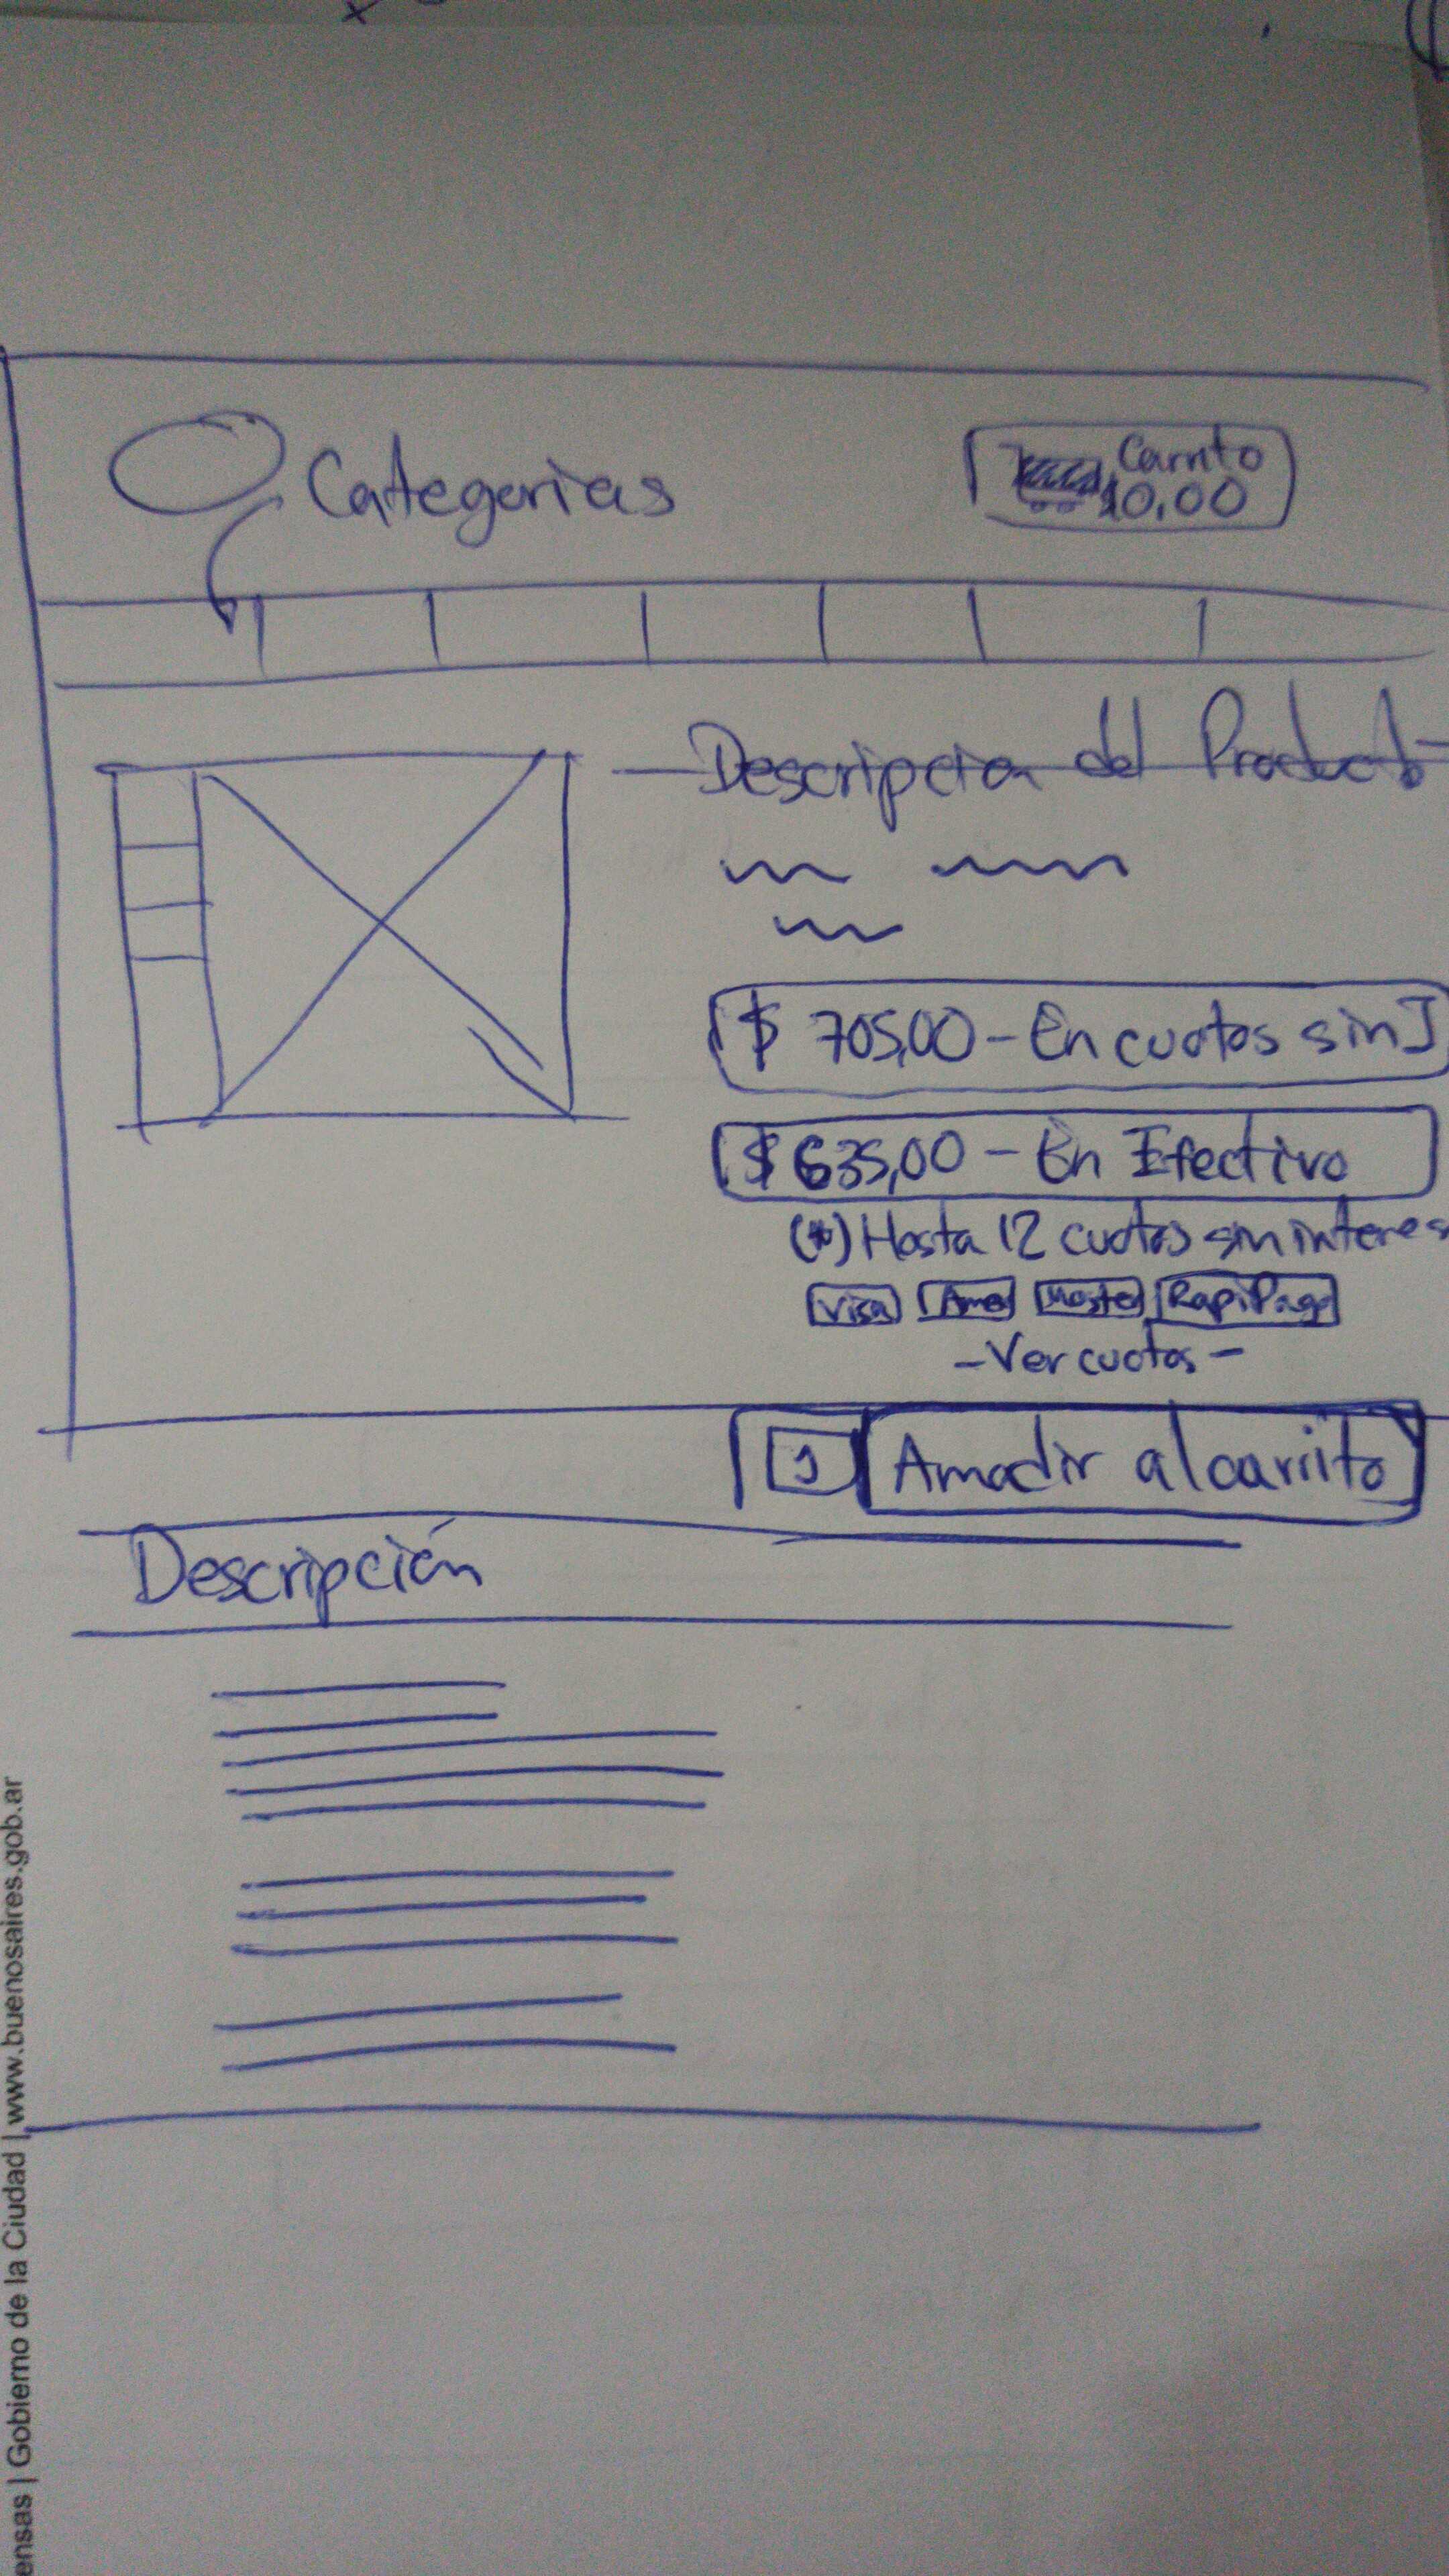 Categorias
Carrito
$0,00
Descripcion del Producto
$ 705,00 - En cuotas sin I
$ 635,00 - En Efectivo
(*) Hasta 12 cuotas sin interes
Visa Amex Master RapiPago
- Ver cuotas -
1 Amadir al carrito
Descripción
ensas | Gobierno de la Ciudad | www.buenosaires.gob.ar